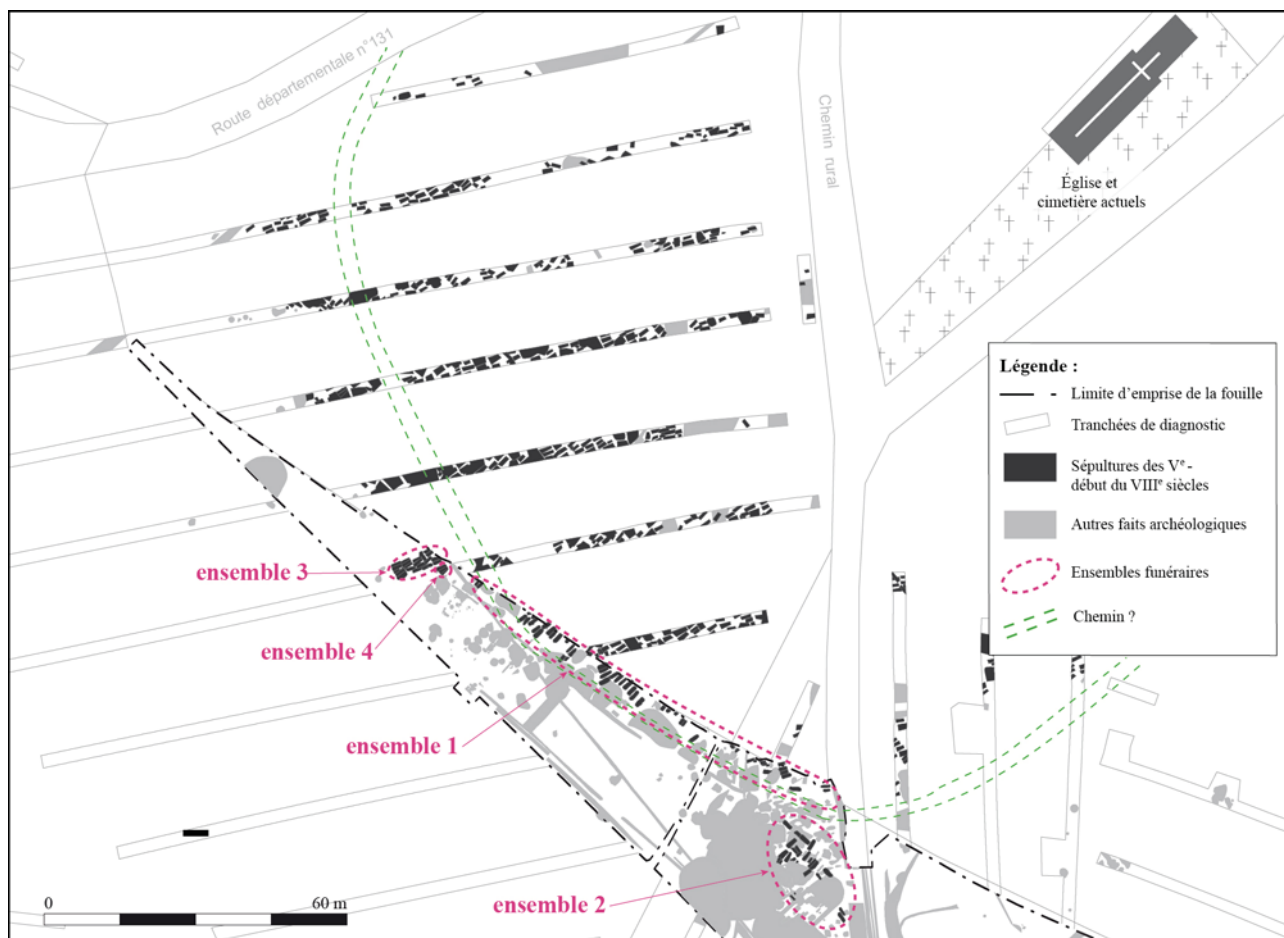 Route départementale n°131
Chemin rural
Église et
cimetière actuels
Légende :
Limite d'emprise de la fouille
Tranchées de diagnostic
Sépultures des Ve -
début du VIIIe siècles
Autres faits archéologiques
Ensembles funéraires
Chemin ?
ensemble 3
ensemble 4
ensemble 1
ensemble 2
0 60 m